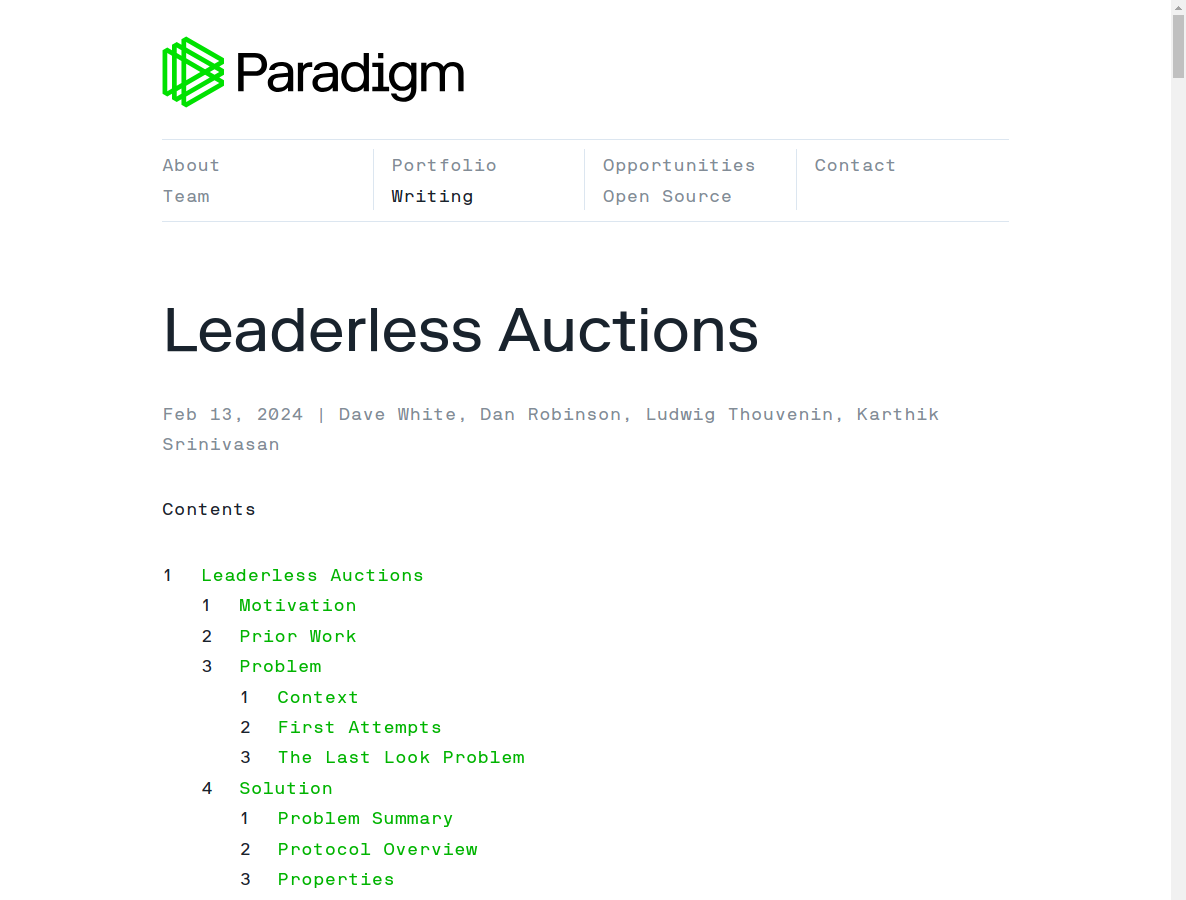 Paradigm
About
Portfolio
Opportunities
Contact
Team
Writing
Open Source
Leaderless Auctions
Feb 13, 2024 | Dave White, Dan Robinson, Ludwig Thouvenin, Karthik
Srinivasan
Contents
1 Leaderless Auctions
1 Motivation
2 Prior Work
3 Problem
1 Context
2 First Attempts
3 The Last Look Problem
4 Solution
1 Problem Summary
2 Protocol Overview
3 Properties